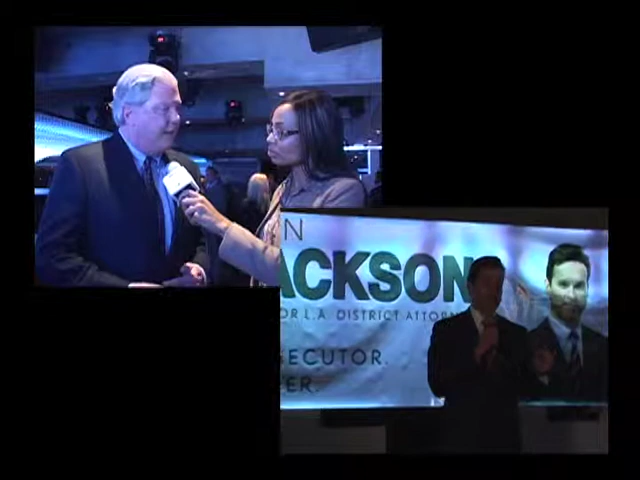 N
ACKSON
OR L.A. DISTRICT ATTORN
SECUTOR.
ER.